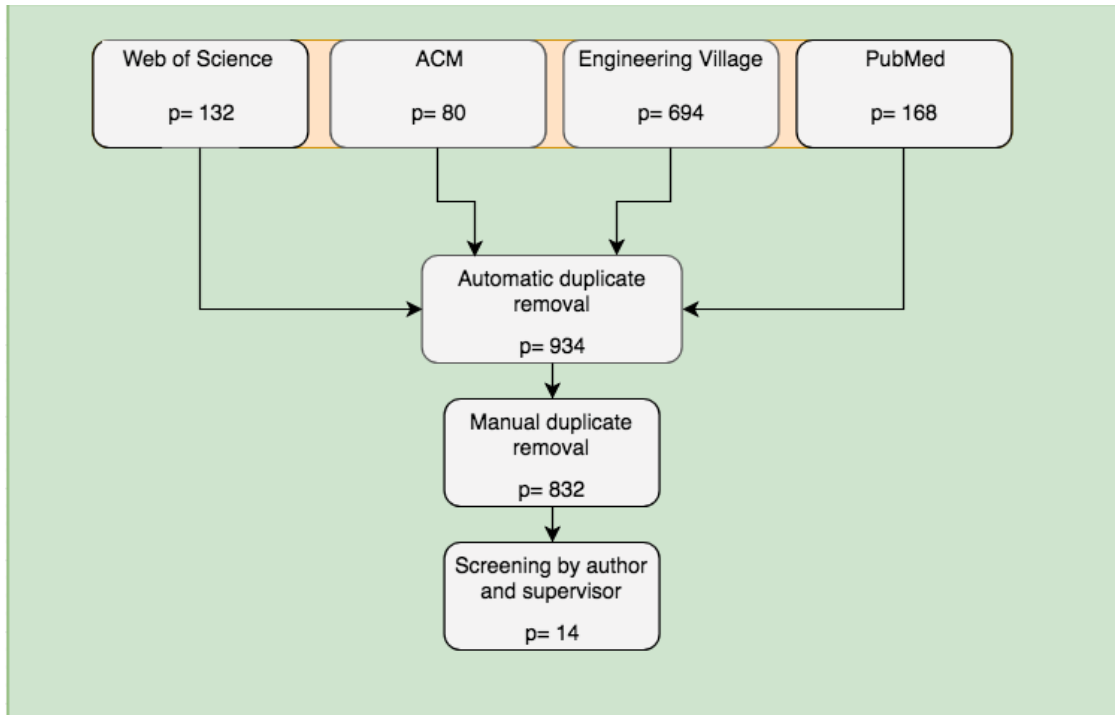 Web of Science
p= 132
ACM
p= 80
Engineering Village
p= 694
PubMed
p= 168
Automatic duplicate
removal
p= 934
Manual duplicate
removal
p= 832
Screening by author
and supervisor
p= 14